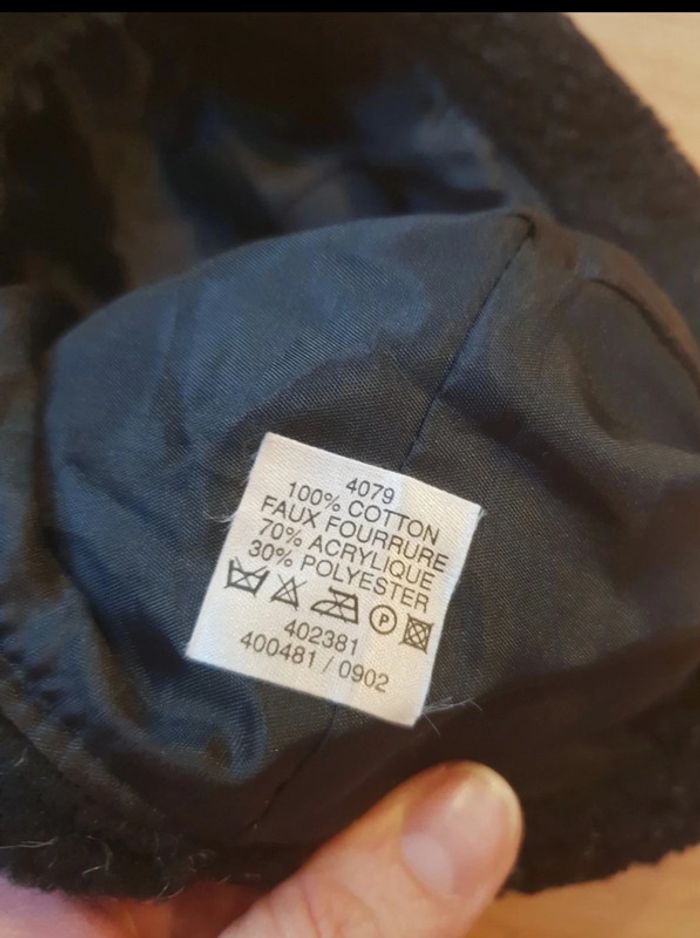 4079
100% COTTON
FAUX FOURRURE
70% ACRYLIQUE
30% POLYESTER
P
402381
400481 / 0902